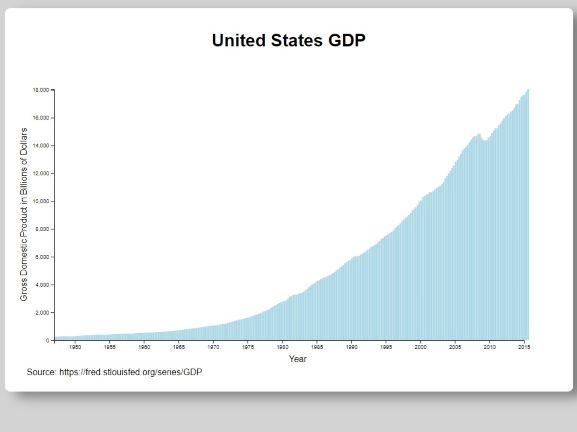 United States GDP
Gross Domestic Product in Billions of Dollars
18,000
16,000
14,000
12,000
10,000
8,000
6,000
4,000
2,000
0
1950 1955 1960 1965 1970 1975 1980 1985 1990 1995 2000 2005 2010 2015
Year
Source: https://fred.stlouisfed.org/series/GDP